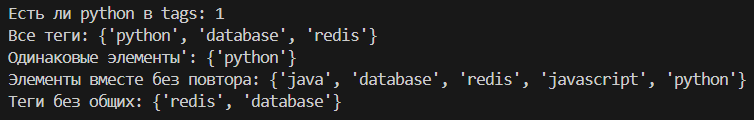 Есть ли python в tags: 1
Все теги: {'python', 'database', 'redis'}
Одинаковые элементы': {'python'}
Элементы вместе без повтора: {'java', 'database', 'redis', 'javascript', 'python'}
Теги без общих: {'redis', 'database'}